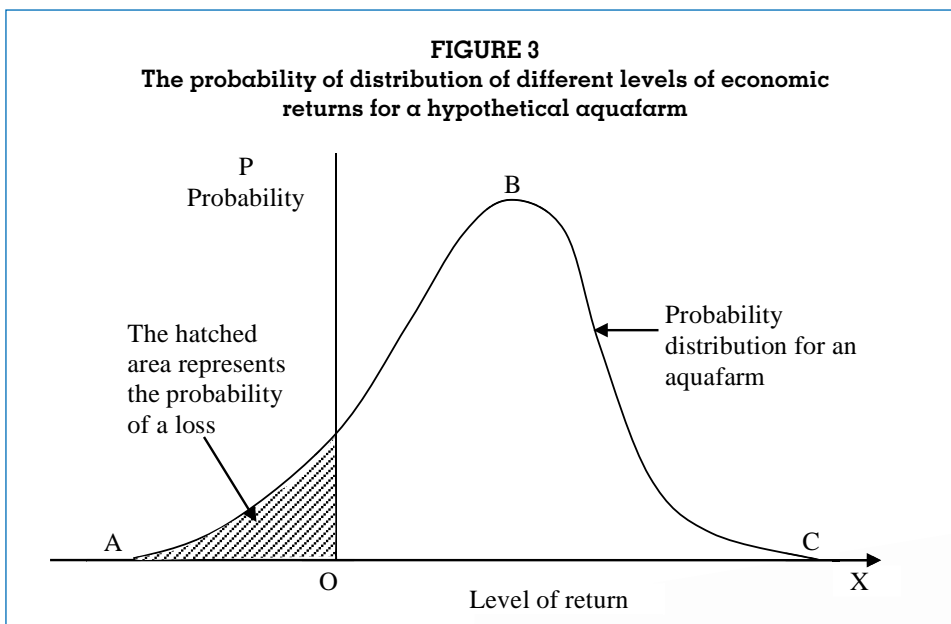 FIGURE 3
The probability of distribution of different levels of economic
returns for a hypothetical aquafarm
P
Probability
B
The hatched
area represents
the probability
of a loss
Probability
distribution for an
aquafarm
A
C
O
X
Level of return